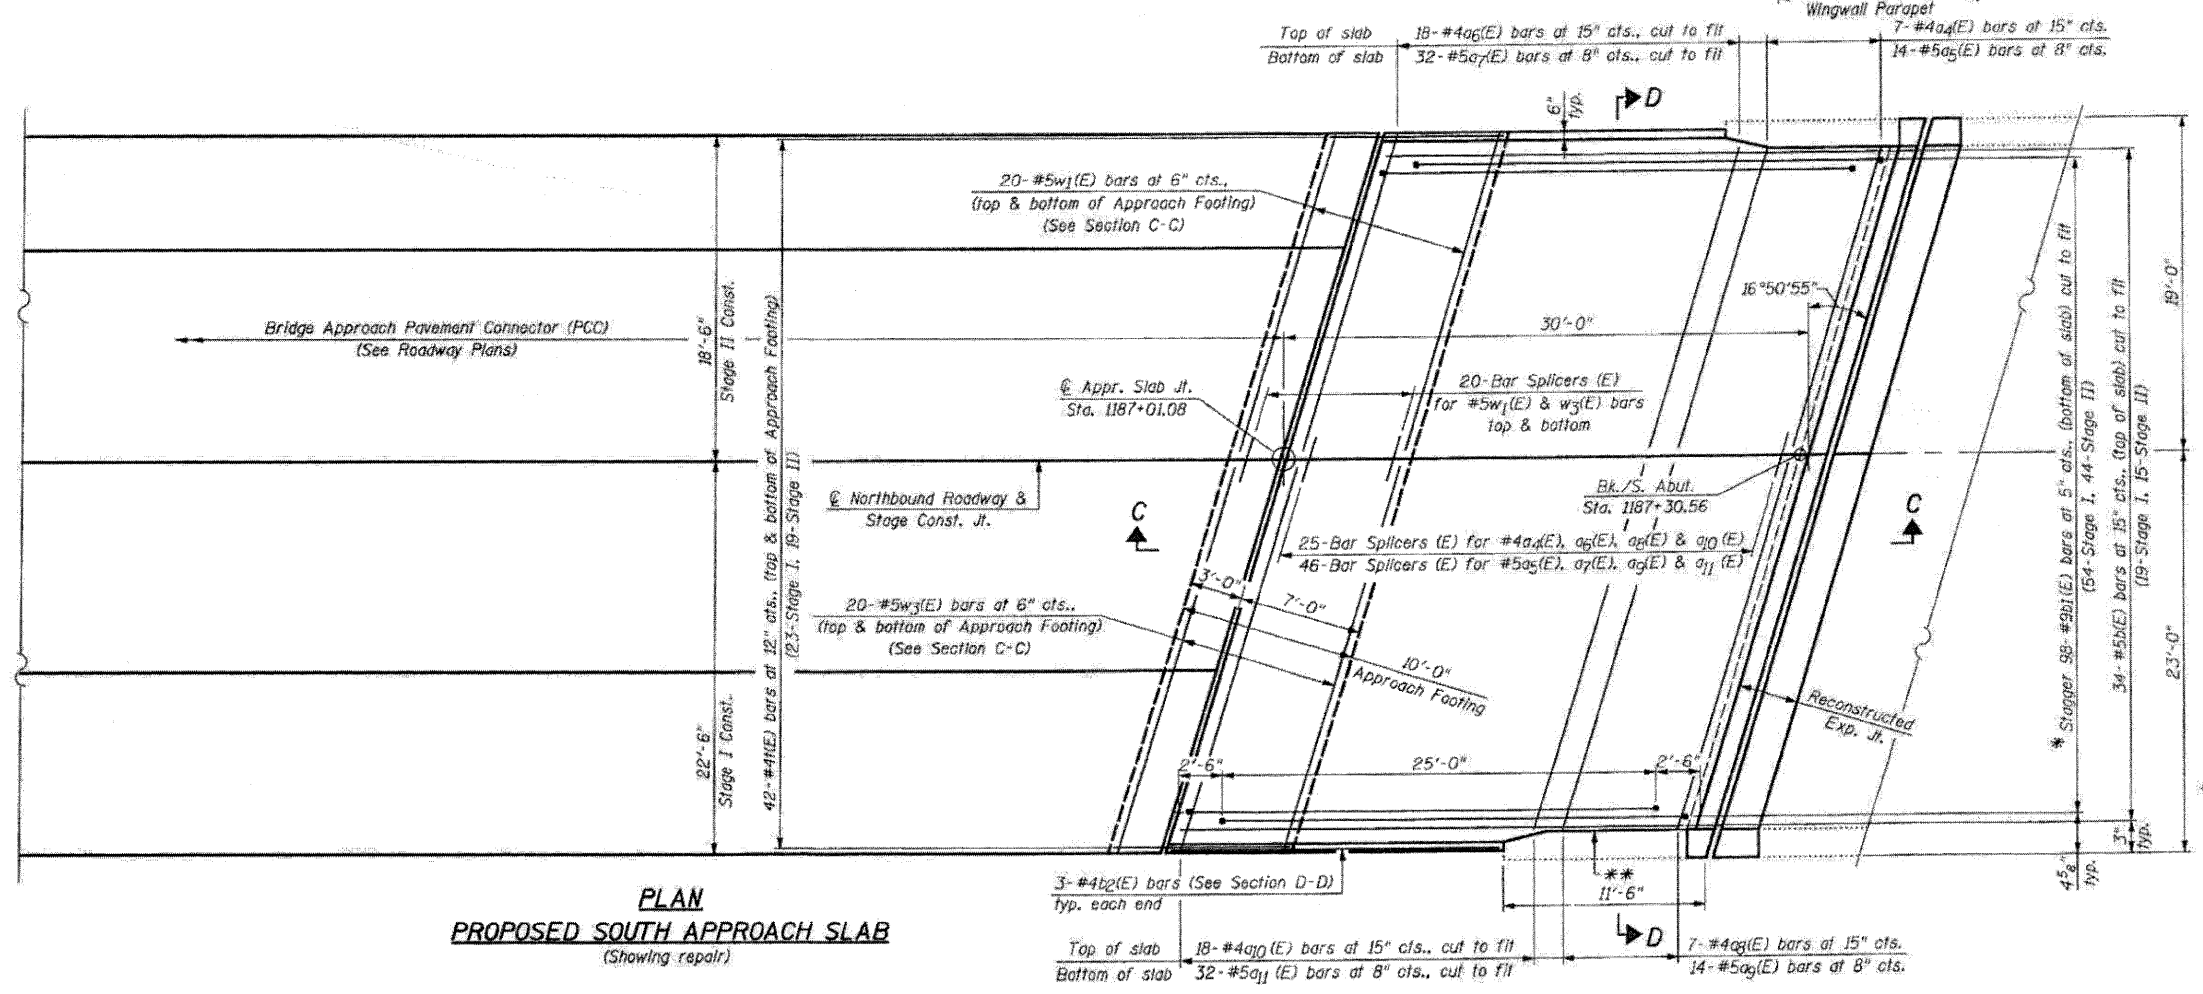 Wingwall Parapet
Top of slab
18-#4a6(E) bars at 15" cts., cut to fit
7-#4a4(E) bars at 15" cts.
Bottom of slab
32-#5a7(E) bars at 8" cts., cut to fit
14-#5a5(E) bars at 8" cts.
6"
typ.
D
20-#5w1(E) bars at 6" cts.,
(top & bottom of Approach Footing)
(See Section C-C)
18'-6"
Stage II Const.
42-#4t(E) bars at 12" cts., (top & bottom of Approach Footing)
(23-Stage I, 19-Stage II)
Bridge Approach Pavement Connector (PCC)
(See Roadway Plans)
16°50'55"
30'-0"
℄ Appr. Slab Jt.
Sta. 1187+01.08
20-Bar Splicers (E)
for #5w1(E) & w3(E) bars
top & bottom
℄ Northbound Roadway &
Stage Const. Jt.
Bk./S. Abut.
Sta. 1187+30.56
C
C
25-Bar Splicers (E) for #4a4(E), a6(E), a8(E) & a10 (E)
46-Bar Splicers (E) for #5a5(E), a7(E), a9(E) & a11 (E)
3'-0"
7'-0"
20-#5w3(E) bars at 6" cts.,
(top & bottom of Approach Footing)
(See Section C-C)
10'-0"
Approach Footing
Reconstructed
Exp. Jt.
22'-6"
Stage I Const.
2'-6"
25'-0"
2'-6"
* Stager 98-#9b1(E) bars at 5" cts., (bottom of slab) cut to fit
(54-Stage I, 44-Stage II)
34-#5b(E) bars at 15" cts., (top of slab) cut to fit
(19-Stage I, 15-Stage II)
19'-0"
23'-0"
3"
typ.
4 5/8"
typ.
3-#4b2(E) bars (See Section D-D)
typ. each end
**
11'-6"
D
PLAN
PROPOSED SOUTH APPROACH SLAB
(Showing repair)
Top of slab
18-#4a10 (E) bars at 15" cts., cut to fit
7-#4a8(E) bars at 15" cts.
Bottom of slab
32-#5a11 (E) bars at 8" cts., cut to fit
14-#5a9(E) bars at 8" cts.